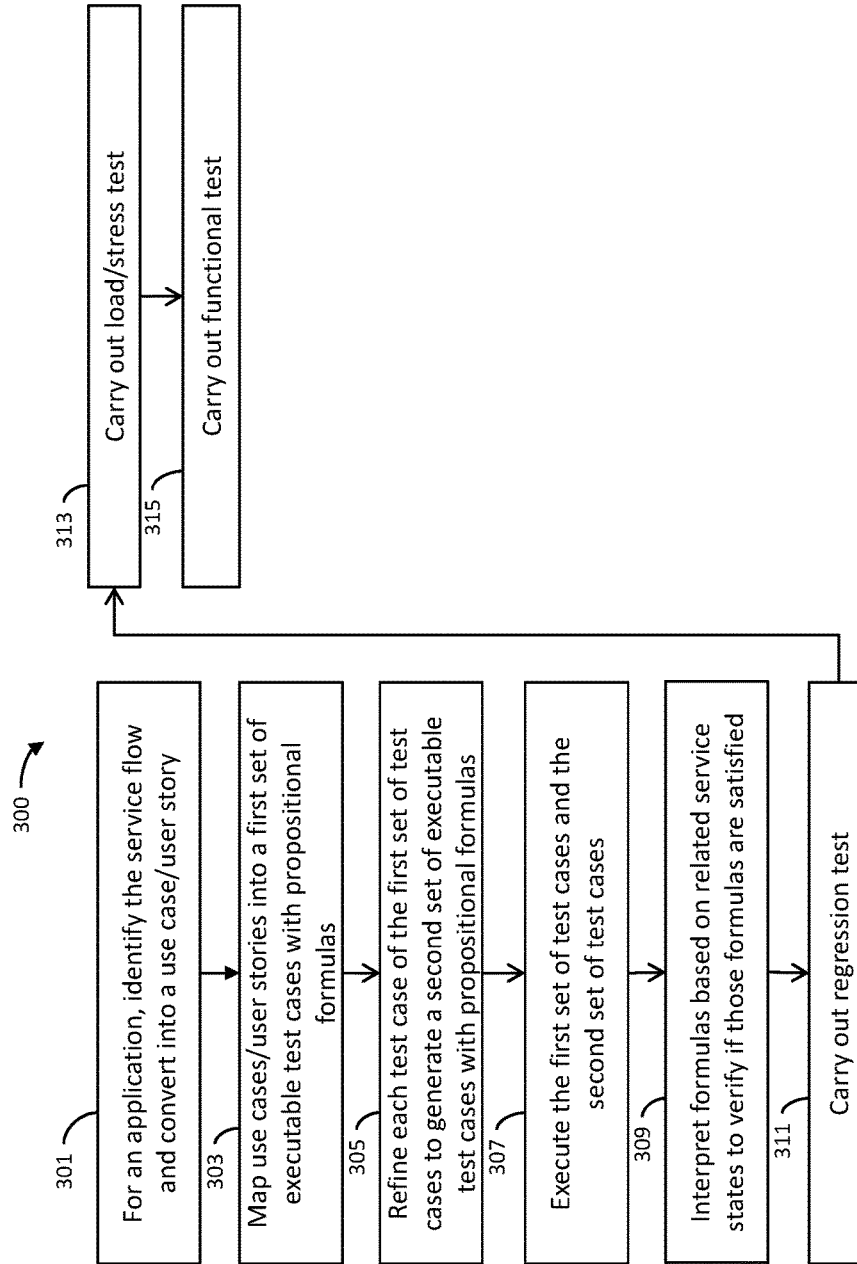 300
301
For an application, identify the service flow
and convert into a use case/user story
303
Map use cases/user stories into a first set of
executable test cases with propositional
formulas
305
Refine each test case of the first set of test
cases to generate a second set of executable
test cases with propositional formulas
307
Execute the first set of test cases and the
second set of test cases
309
Interpret formulas based on related service
states to verify if those formulas are satisfied
311
Carry out regression test
313
Carry out load/stress test
315
Carry out functional test